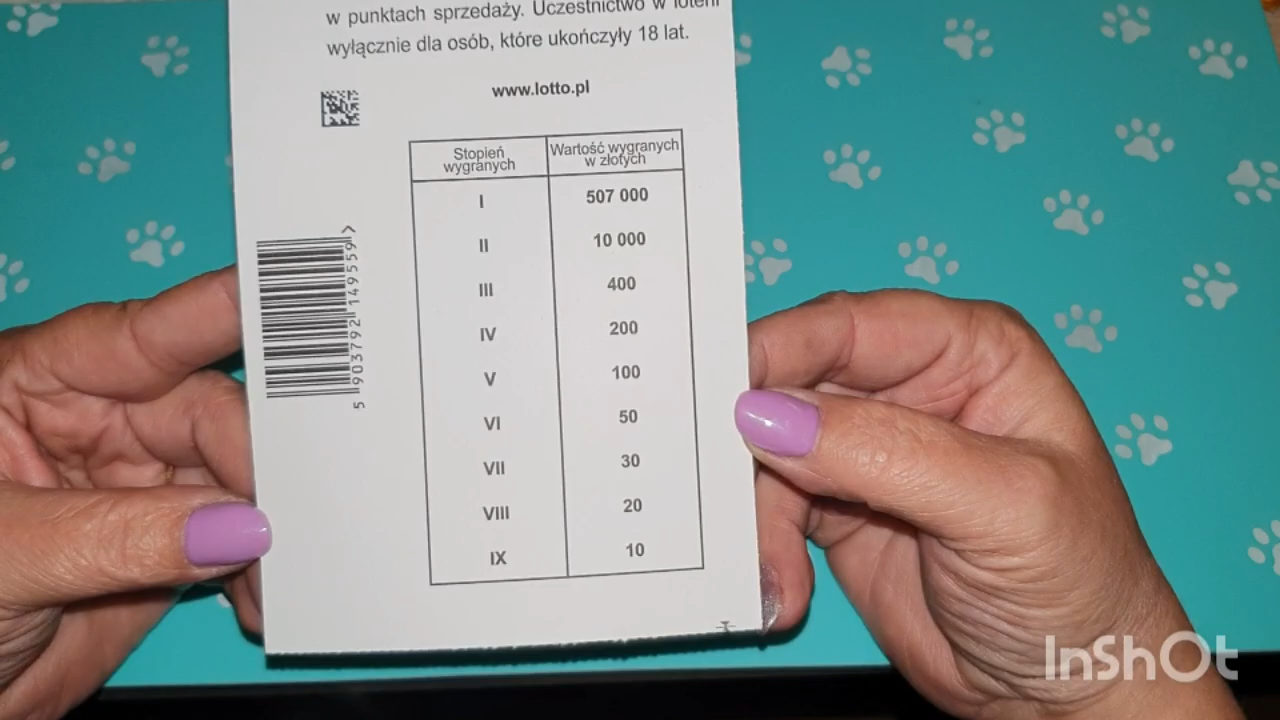 w punktach sprzedaży. Uczestnictwo w loterii
wyłącznie dla osób, które ukończyły 18 lat.
www.lotto.pl
Stopień wygranych Wartość wygranych w złotych
I 507 000
II 10 000
III 400
IV 200
V 100
VI 50
VII 30
VIII 20
IX 10
5 903792 149559 >
InShOt